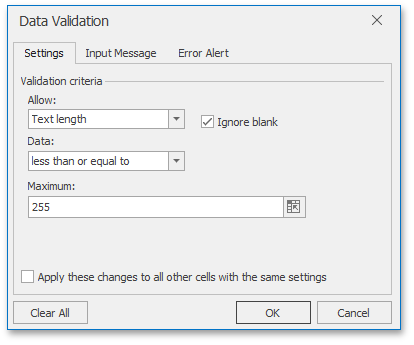 Data Validation
Settings Input Message Error Alert
Validation criteria
Allow:
Text length
Ignore blank
Data:
less than or equal to
Maximum:
255
Apply these changes to all other cells with the same settings
Clear All OK Cancel